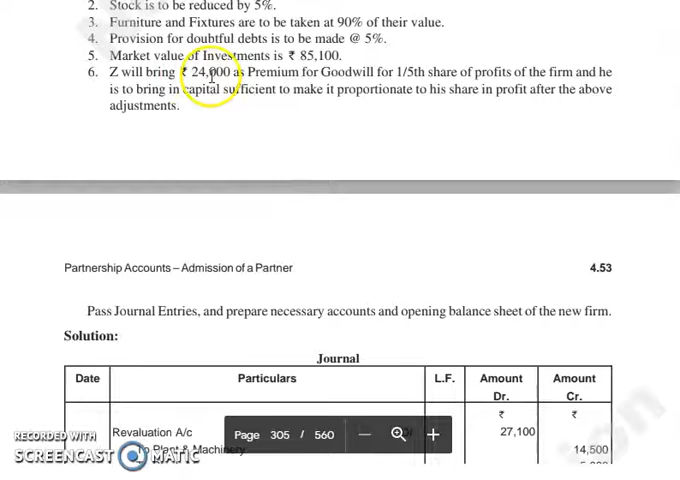 2. Stock is to be reduced by 5%.
3. Furniture and Fixtures are to be taken at 90% of their value.
4. Provision for doubtful debts is to be made @ 5%.
5. Market value of Investments is ₹ 85,100.
6. Z will bring ₹ 24,000 as Premium for Goodwill for 1/5th share of profits of the firm and he
is to bring in capital sufficient to make it proportionate to his share in profit after the above
adjustments.
Partnership Accounts – Admission of a Partner 4.53
Pass Journal Entries, and prepare necessary accounts and opening balance sheet of the new firm.
Solution:
Journal
Date Particulars L.F. Amount Amount
Dr. Cr.
₹ ₹
Revaluation A/c 27,100
To Plant & Machinery 14,500
Page 305 / 560
RECORDED WITH
SCREENCAST MATIC